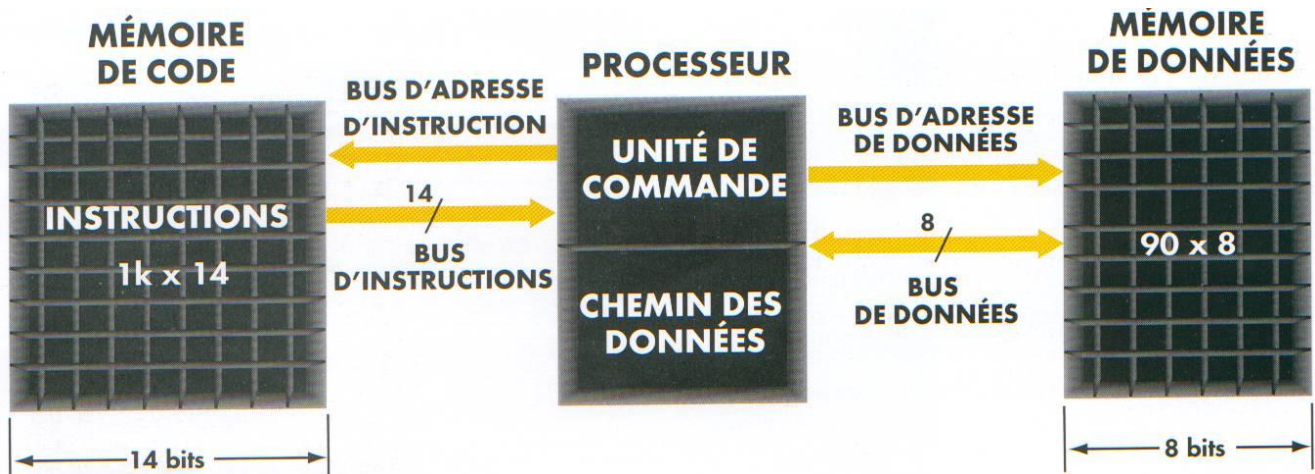 MÉMOIRE
DE CODE
BUS D'ADRESSE
D'INSTRUCTION
INSTRUCTIONS
1k x 14
14
BUS
D'INSTRUCTIONS
14 bits
PROCESSEUR
UNITÉ DE
COMMANDE
CHEMIN DES
DONNÉES
BUS D'ADRESSE
DE DONNÉES
8
BUS
DE DONNÉES
MÉMOIRE
DE DONNÉES
90 x 8
8 bits